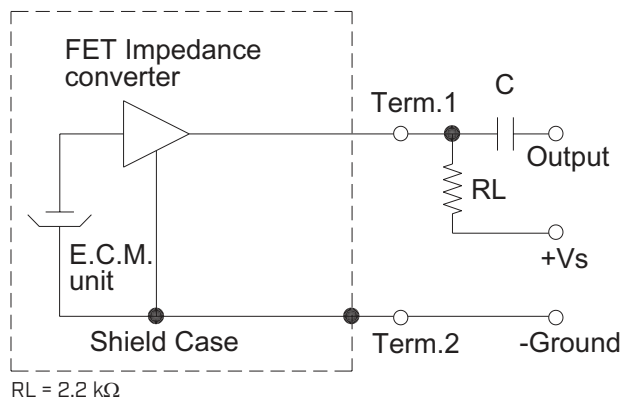 FET Impedance
converter
C
Term.1
Output
RL
E.C.M.
unit
+Vs
Shield Case
Term.2
-Ground
RL = 2.2 kΩ